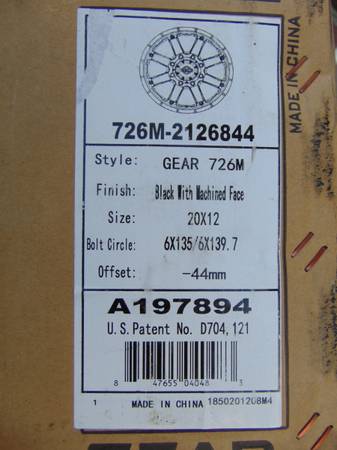 MADE IN CHINA
726M-2126844
Style: GEAR 726M
Finish: Black With Machined Face
Size: 20X12
Bolt Circle: 6X135/6X139.7
Offset: -44mm
A197894
U.S. Patent No. D704,121
8 47655 04048 3
1 MADE IN CHINA 1850201208M4